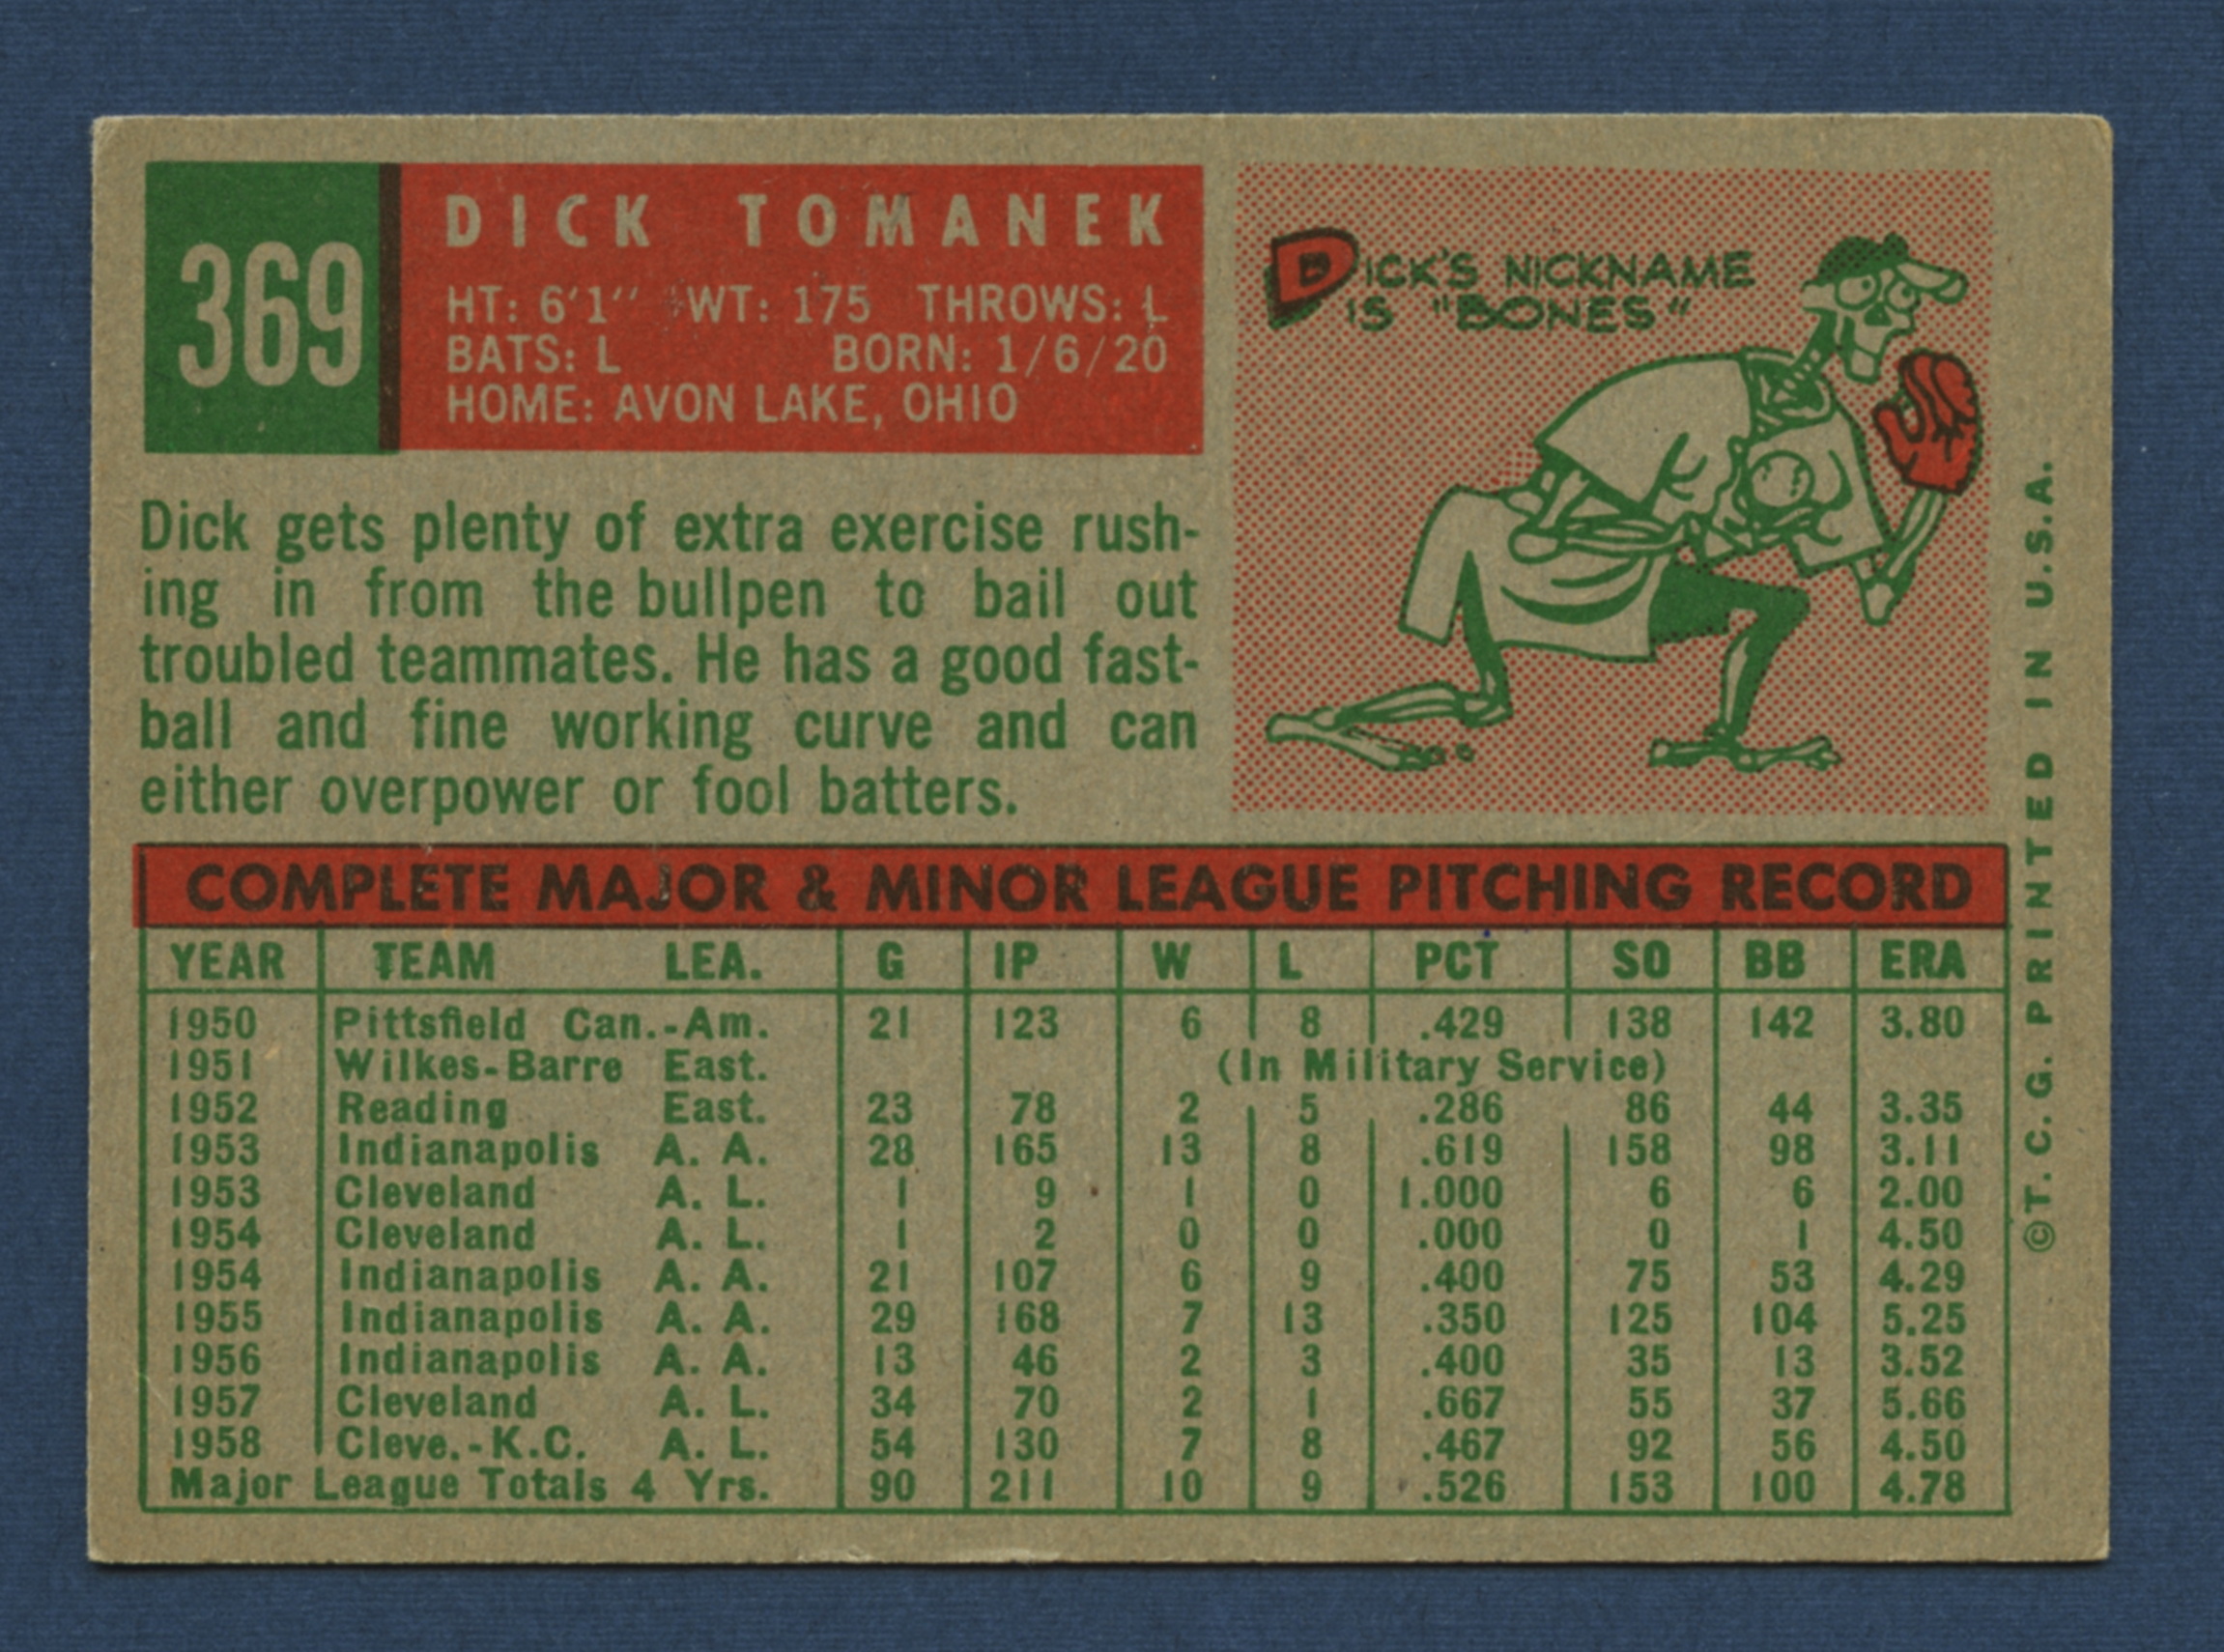 369
DICK TOMANEK
HT: 6'1" WT: 175 THROWS: L
BATS: L BORN: 1/6/20
HOME: AVON LAKE, OHIO
DICK'S NICKNAME
IS "BONES"
Dick gets plenty of extra exercise rush-
ing in from the bullpen to bail out
troubled teammates. He has a good fast-
ball and fine working curve and can
either overpower or fool batters.
COMPLETE MAJOR & MINOR LEAGUE PITCHING RECORD
YEAR TEAM LEA. G IP W L PCT SO BB ERA
1950 Pittsfield Can.-Am. 21 123 6 8 .429 138 142 3.80
1951 Wilkes-Barre East. (In Military Service)
1952 Reading East. 23 78 2 5 .286 86 44 3.35
1953 Indianapolis A. A. 28 165 13 8 .619 158 98 3.11
1953 Cleveland A. L. 1 9 1 0 1.000 6 6 2.00
1954 Cleveland A. L. 1 2 0 0 .000 0 1 4.50
1954 Indianapolis A. A. 21 107 6 9 .400 75 53 4.29
1955 Indianapolis A. A. 29 168 7 13 .350 125 104 5.25
1956 Indianapolis A. A. 13 46 2 3 .400 35 13 3.52
1957 Cleveland A. L. 34 70 2 1 .667 55 37 5.66
1958 Cleve.-K.C. A. L. 54 130 7 8 .467 92 56 4.50
Major League Totals 4 Yrs. 90 211 10 9 .526 153 100 4.78
©T.C.G. PRINTED IN U.S.A.